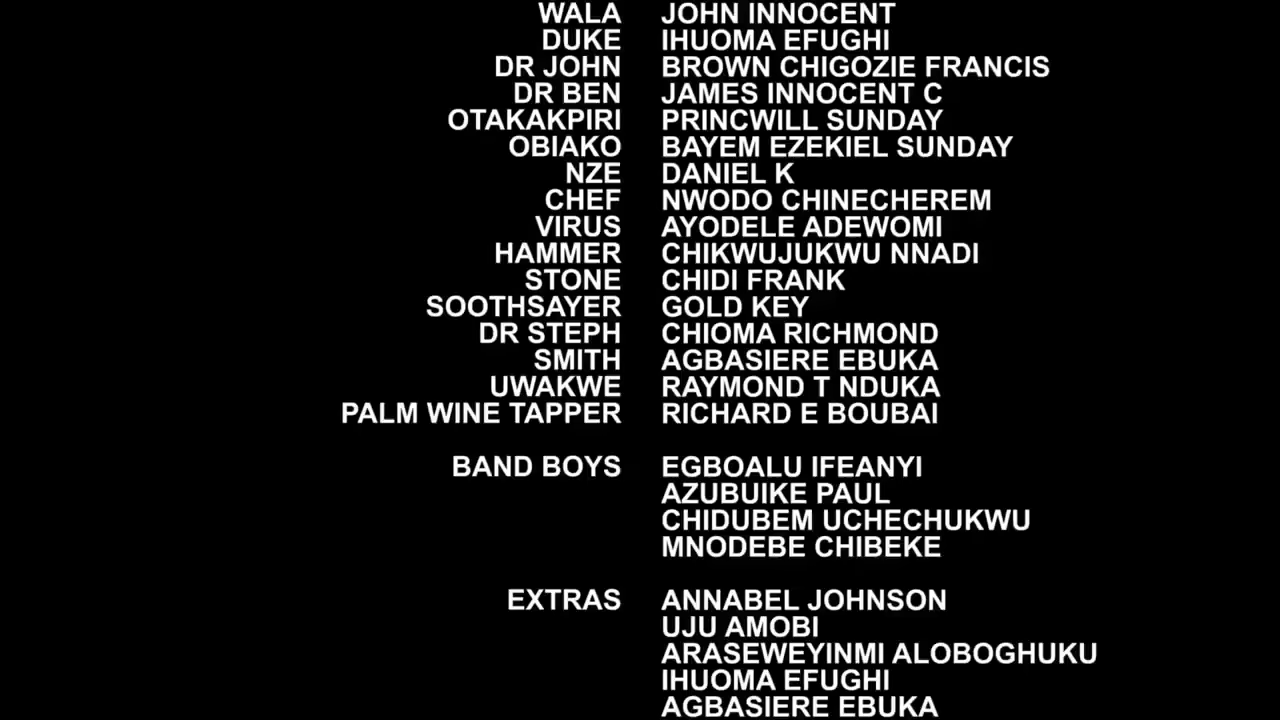 WALA JOHN INNOCENT
DUKE IHUOMA EFUGHI
DR JOHN BROWN CHIGOZIE FRANCIS
DR BEN JAMES INNOCENT C
OTAKAKPIRI PRINCWILL SUNDAY
OBIAKO BAYEM EZEKIEL SUNDAY
NZE DANIEL K
CHEF NWODO CHINECHEREM
VIRUS AYODELE ADEWOMI
HAMMER CHIKWUJUKWU NNADI
STONE CHIDI FRANK
SOOTHSAYER GOLD KEY
DR STEPH CHIOMA RICHMOND
SMITH AGBASIERE EBUKA
UWAKWE RAYMOND T NDUKA
PALM WINE TAPPER RICHARD E BOUBAI
BAND BOYS EGBOALU IFEANYI
AZUBUIKE PAUL
CHIDUBEM UCHECHUKWU
MNODEBE CHIBEKE
EXTRAS ANNABEL JOHNSON
UJU AMOBI
ARASEWEYINMI ALOBOGHUKU
IHUOMA EFUGHI
AGBASIERE EBUKA